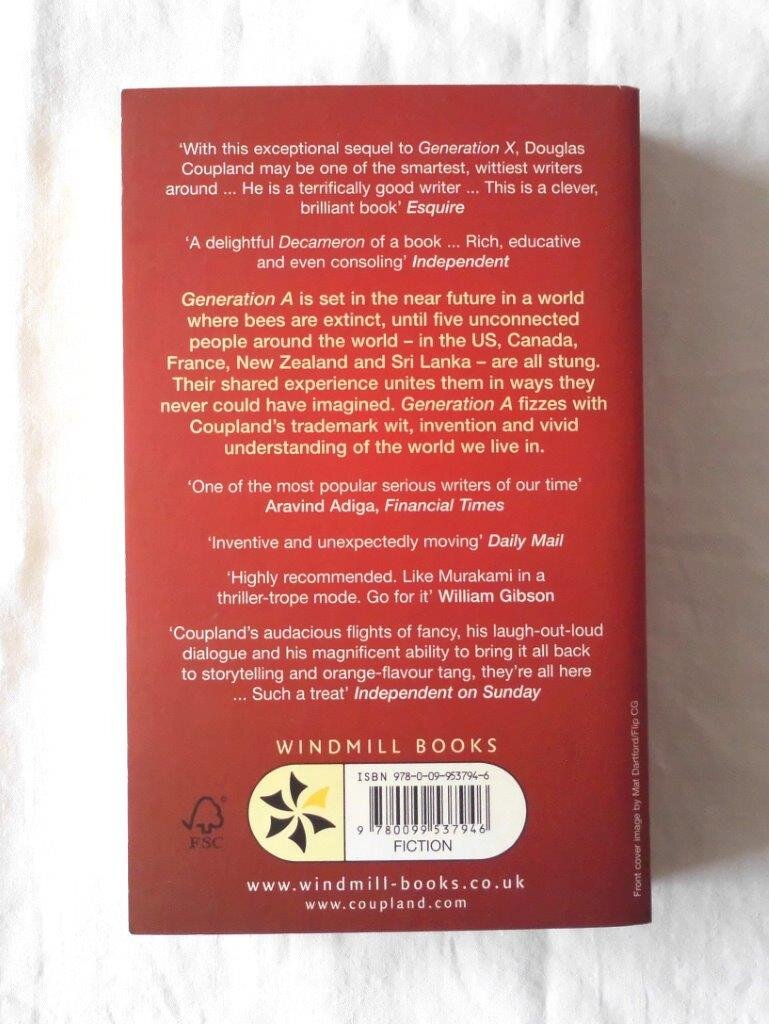 ‘With this exceptional sequel to Generation X, Douglas
Coupland may be one of the smartest, wittiest writers
around ... He is a terrifically good writer ... This is a clever,
brilliant book’ Esquire
‘A delightful Decameron of a book ... Rich, educative
and even consoling’ Independent
Generation A is set in the near future in a world
where bees are extinct, until five unconnected
people around the world – in the US, Canada,
France, New Zealand and Sri Lanka – are all stung.
Their shared experience unites them in ways they
never could have imagined. Generation A fizzes with
Coupland’s trademark wit, invention and vivid
understanding of the world we live in.
‘One of the most popular serious writers of our time’
Aravind Adiga, Financial Times
‘Inventive and unexpectedly moving’ Daily Mail
‘Highly recommended. Like Murakami in a
thriller-trope mode. Go for it’ William Gibson
‘Coupland’s audacious flights of fancy, his laugh-out-loud
dialogue and his magnificent ability to bring it all back
to storytelling and orange-flavour tang, they’re all here
... Such a treat’ Independent on Sunday
WINDMILL BOOKS
ISBN 978-0-09-953794-6
9 780099 537946
FICTION
FSC
®
www.windmill-books.co.uk
www.coupland.com
Front cover image by Mat Dartford/Flip CG